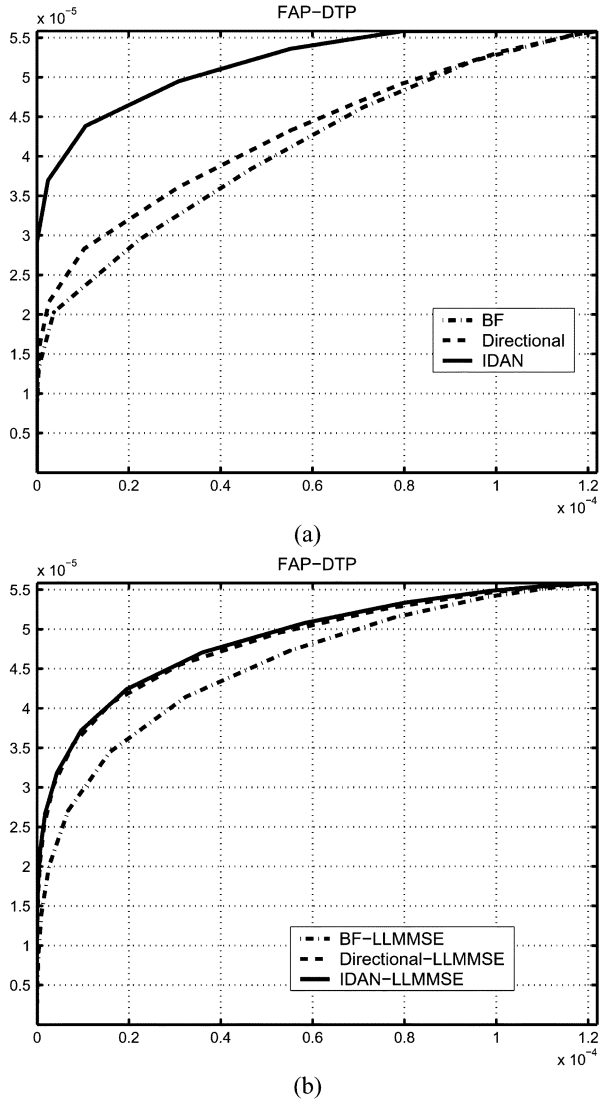 x 10⁻⁵
FAP−DTP
5.5
5
4.5
4
3.5
3
2.5
2
1.5
1
0.5
BF
Directional
IDAN
0 0.2 0.4 0.6 0.8 1 1.2
x 10⁻⁴
(a)
x 10⁻⁵
FAP−DTP
5.5
5
4.5
4
3.5
3
2.5
2
1.5
1
0.5
BF−LLMMSE
Directional−LLMMSE
IDAN−LLMMSE
0 0.2 0.4 0.6 0.8 1 1.2
x 10⁻⁴
(b)